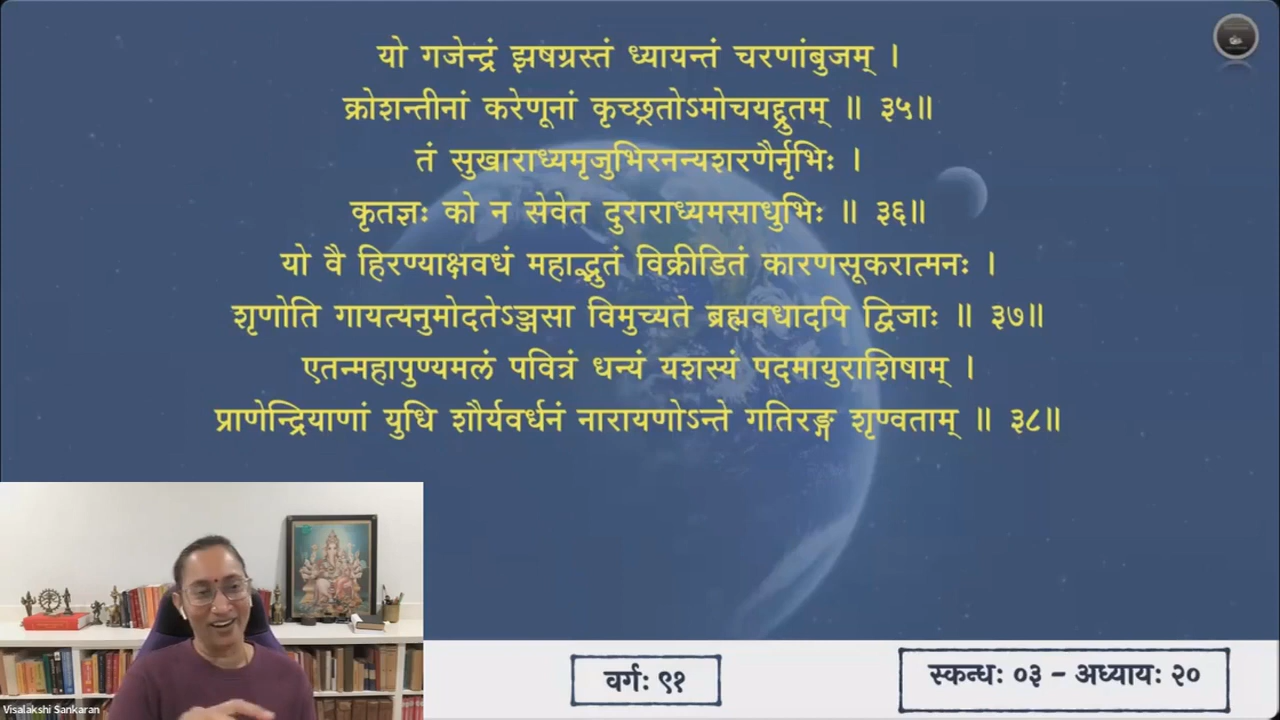 यो गजेन्द्रं झषग्रस्तं ध्यायन्तं चरणांबुजम् ।
क्रोशन्तीनां करेणूनां कृच्छ्रतोऽमोचयद्द्रुतम् ॥ ३५॥
तं सुखाराध्यमृजुभिरनन्यशरणैर्नृभिः ।
कृतज्ञः को न सेवेत दुराराध्यमसाधुभिः ॥ ३६॥
यो वै हिरण्याक्षवधं महाद्भुतं विक्रीडितं कारणसूकरात्मनः ।
शृणोति गायत्यनुमोदतेऽञ्जसा विमुच्यते ब्रह्मवधादपि द्विजाः ॥ ३७॥
एतन्महापुण्यमलं पवित्रं धन्यं यशस्यं पदमायुराशिषाम् ।
प्राणेन्द्रियाणां युधि शौर्यवर्धनं नारायणोऽन्ते गतिरङ्ग शृण्वताम् ॥ ३८॥
Visalakshi Sankaran
वर्गः ९१
स्कन्धः ०३ - अध्यायः २०